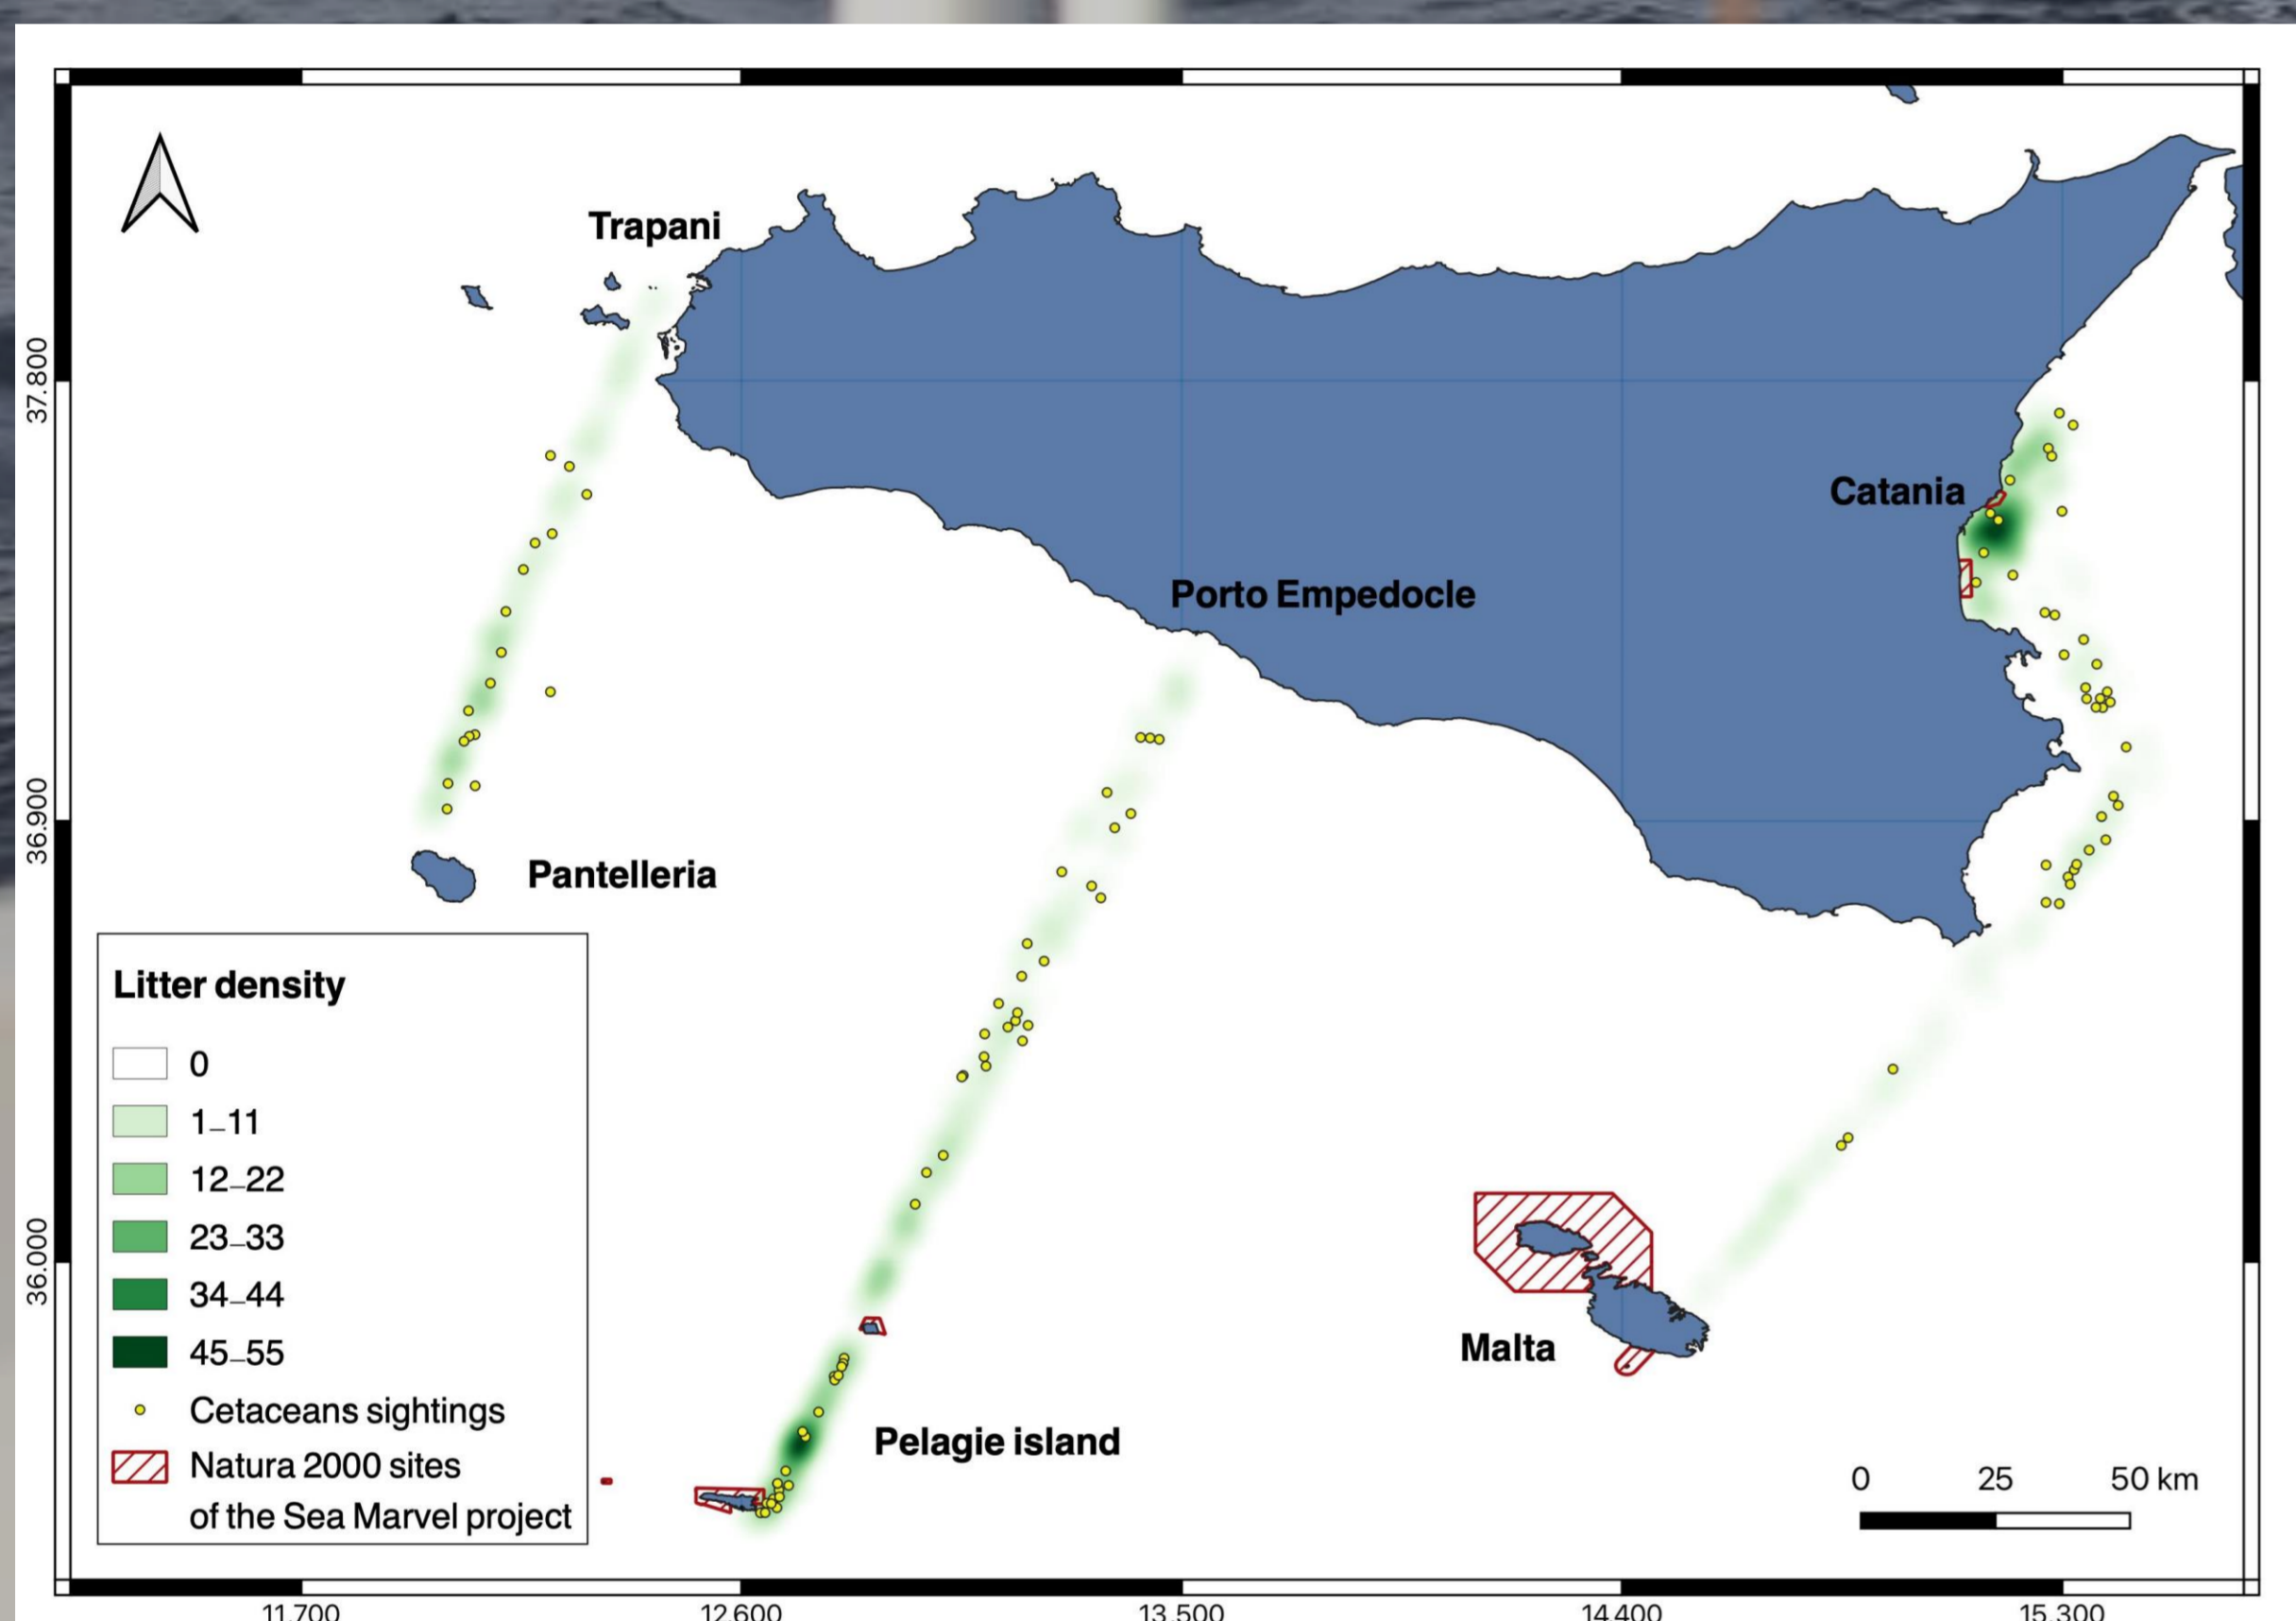 Trapani
37.800
Catania
Porto Empedocle
36.900
Pantelleria
Litter density
0
1–11
12–22
23–33
34–44
45–55
Cetaceans sightings
Natura 2000 sites
of the Sea Marvel project
36.000
Malta
Pelagie island
0 25 50 km
11.700 12.600 13.500 14.400 15.300